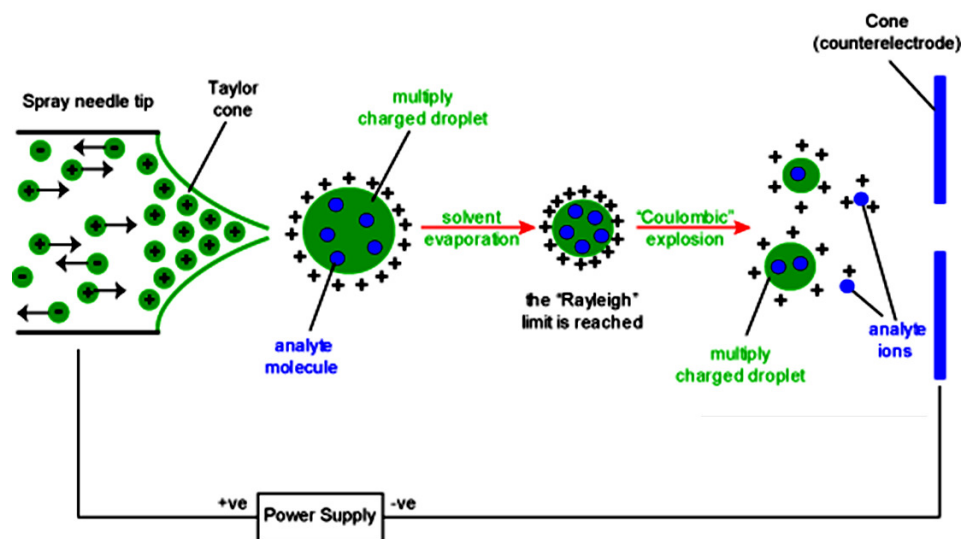 Cone
(counterelectrode)
Taylor
cone
Spray needle tip
multiply
charged droplet
solvent
evaporation
"Coulombic"
explosion
the "Rayleigh"
limit is reached
analyte
molecule
analyte
ions
multiply
charged droplet
+ve
-ve
Power Supply